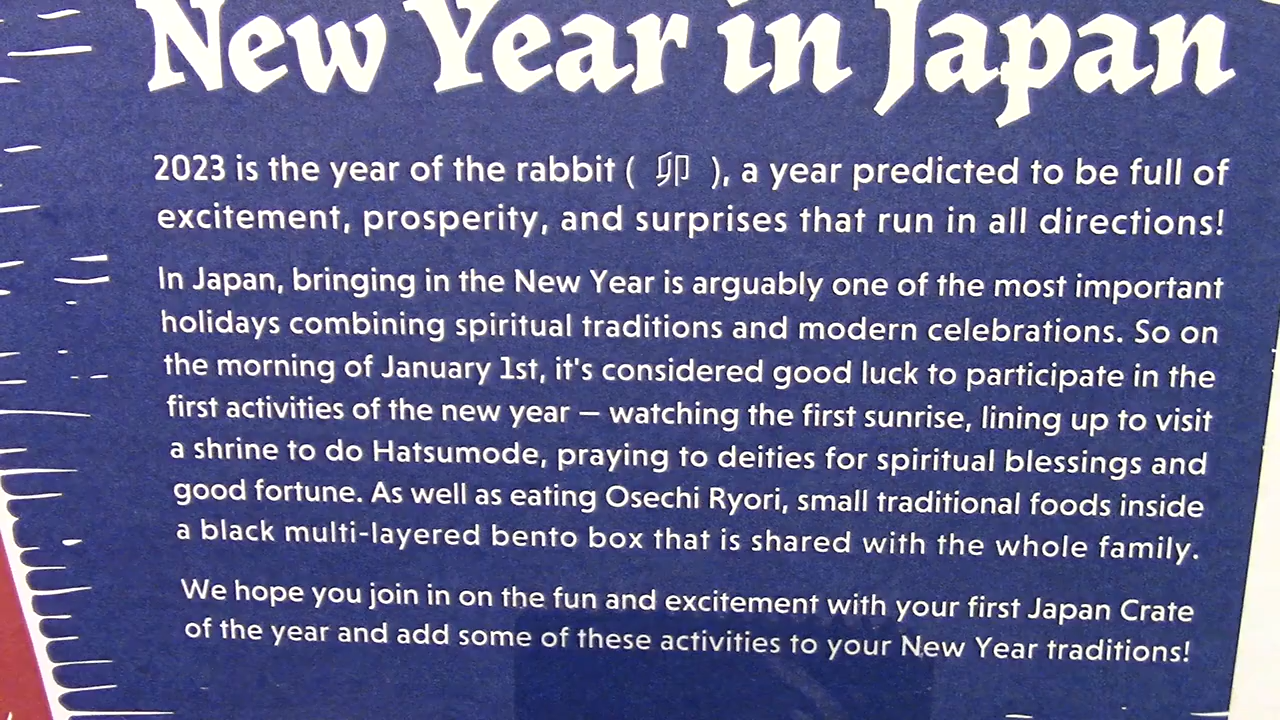 New Year in Japan
2023 is the year of the rabbit ( 卯 ), a year predicted to be full of
excitement, prosperity, and surprises that run in all directions!
In Japan, bringing in the New Year is arguably one of the most important
holidays combining spiritual traditions and modern celebrations. So on
the morning of January 1st, it's considered good luck to participate in the
first activities of the new year — watching the first sunrise, lining up to visit
a shrine to do Hatsumode, praying to deities for spiritual blessings and
good fortune. As well as eating Osechi Ryori, small traditional foods inside
a black multi-layered bento box that is shared with the whole family.
We hope you join in on the fun and excitement with your first Japan Crate
of the year and add some of these activities to your New Year traditions!